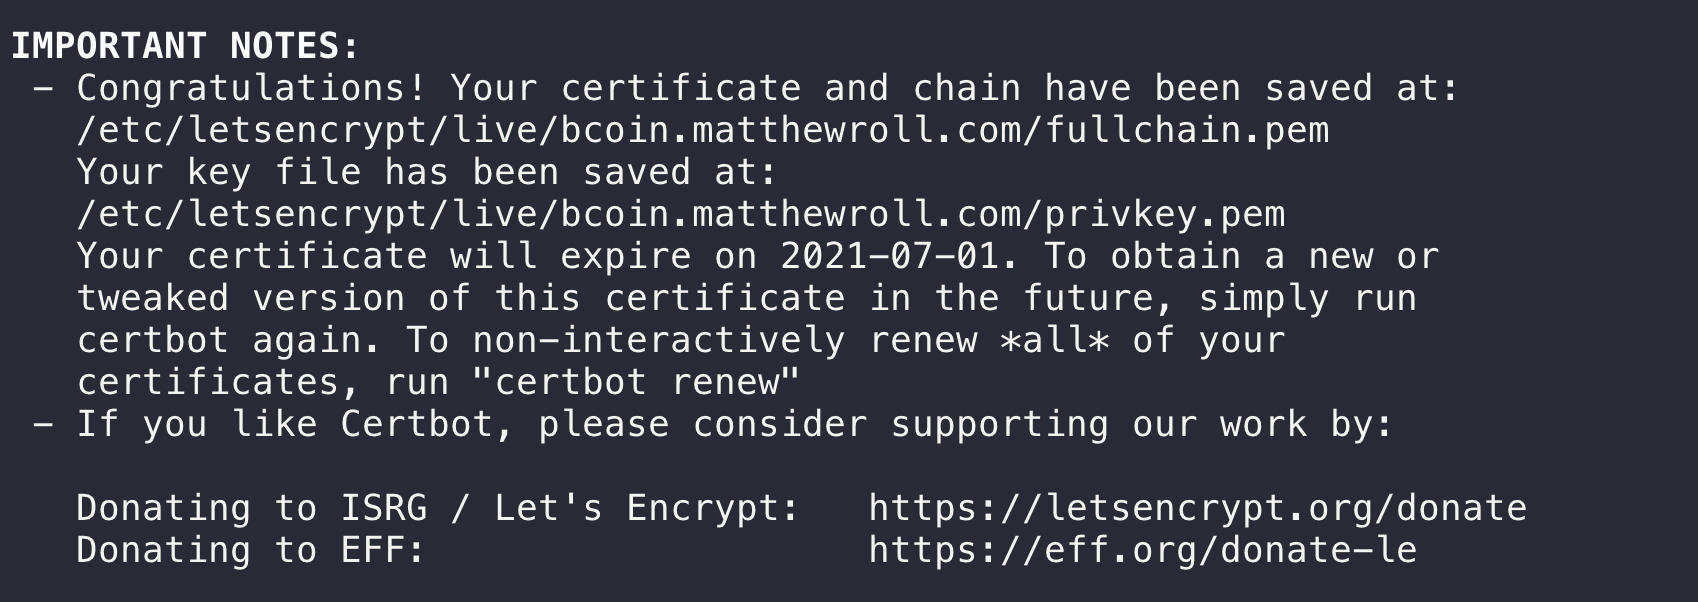 IMPORTANT NOTES:
 - Congratulations! Your certificate and chain have been saved at:
   /etc/letsencrypt/live/bcoin.matthewroll.com/fullchain.pem
   Your key file has been saved at:
   /etc/letsencrypt/live/bcoin.matthewroll.com/privkey.pem
   Your certificate will expire on 2021-07-01. To obtain a new or
   tweaked version of this certificate in the future, simply run
   certbot again. To non-interactively renew *all* of your
   certificates, run "certbot renew"
 - If you like Certbot, please consider supporting our work by:

   Donating to ISRG / Let's Encrypt:   https://letsencrypt.org/donate
   Donating to EFF:                    https://eff.org/donate-le